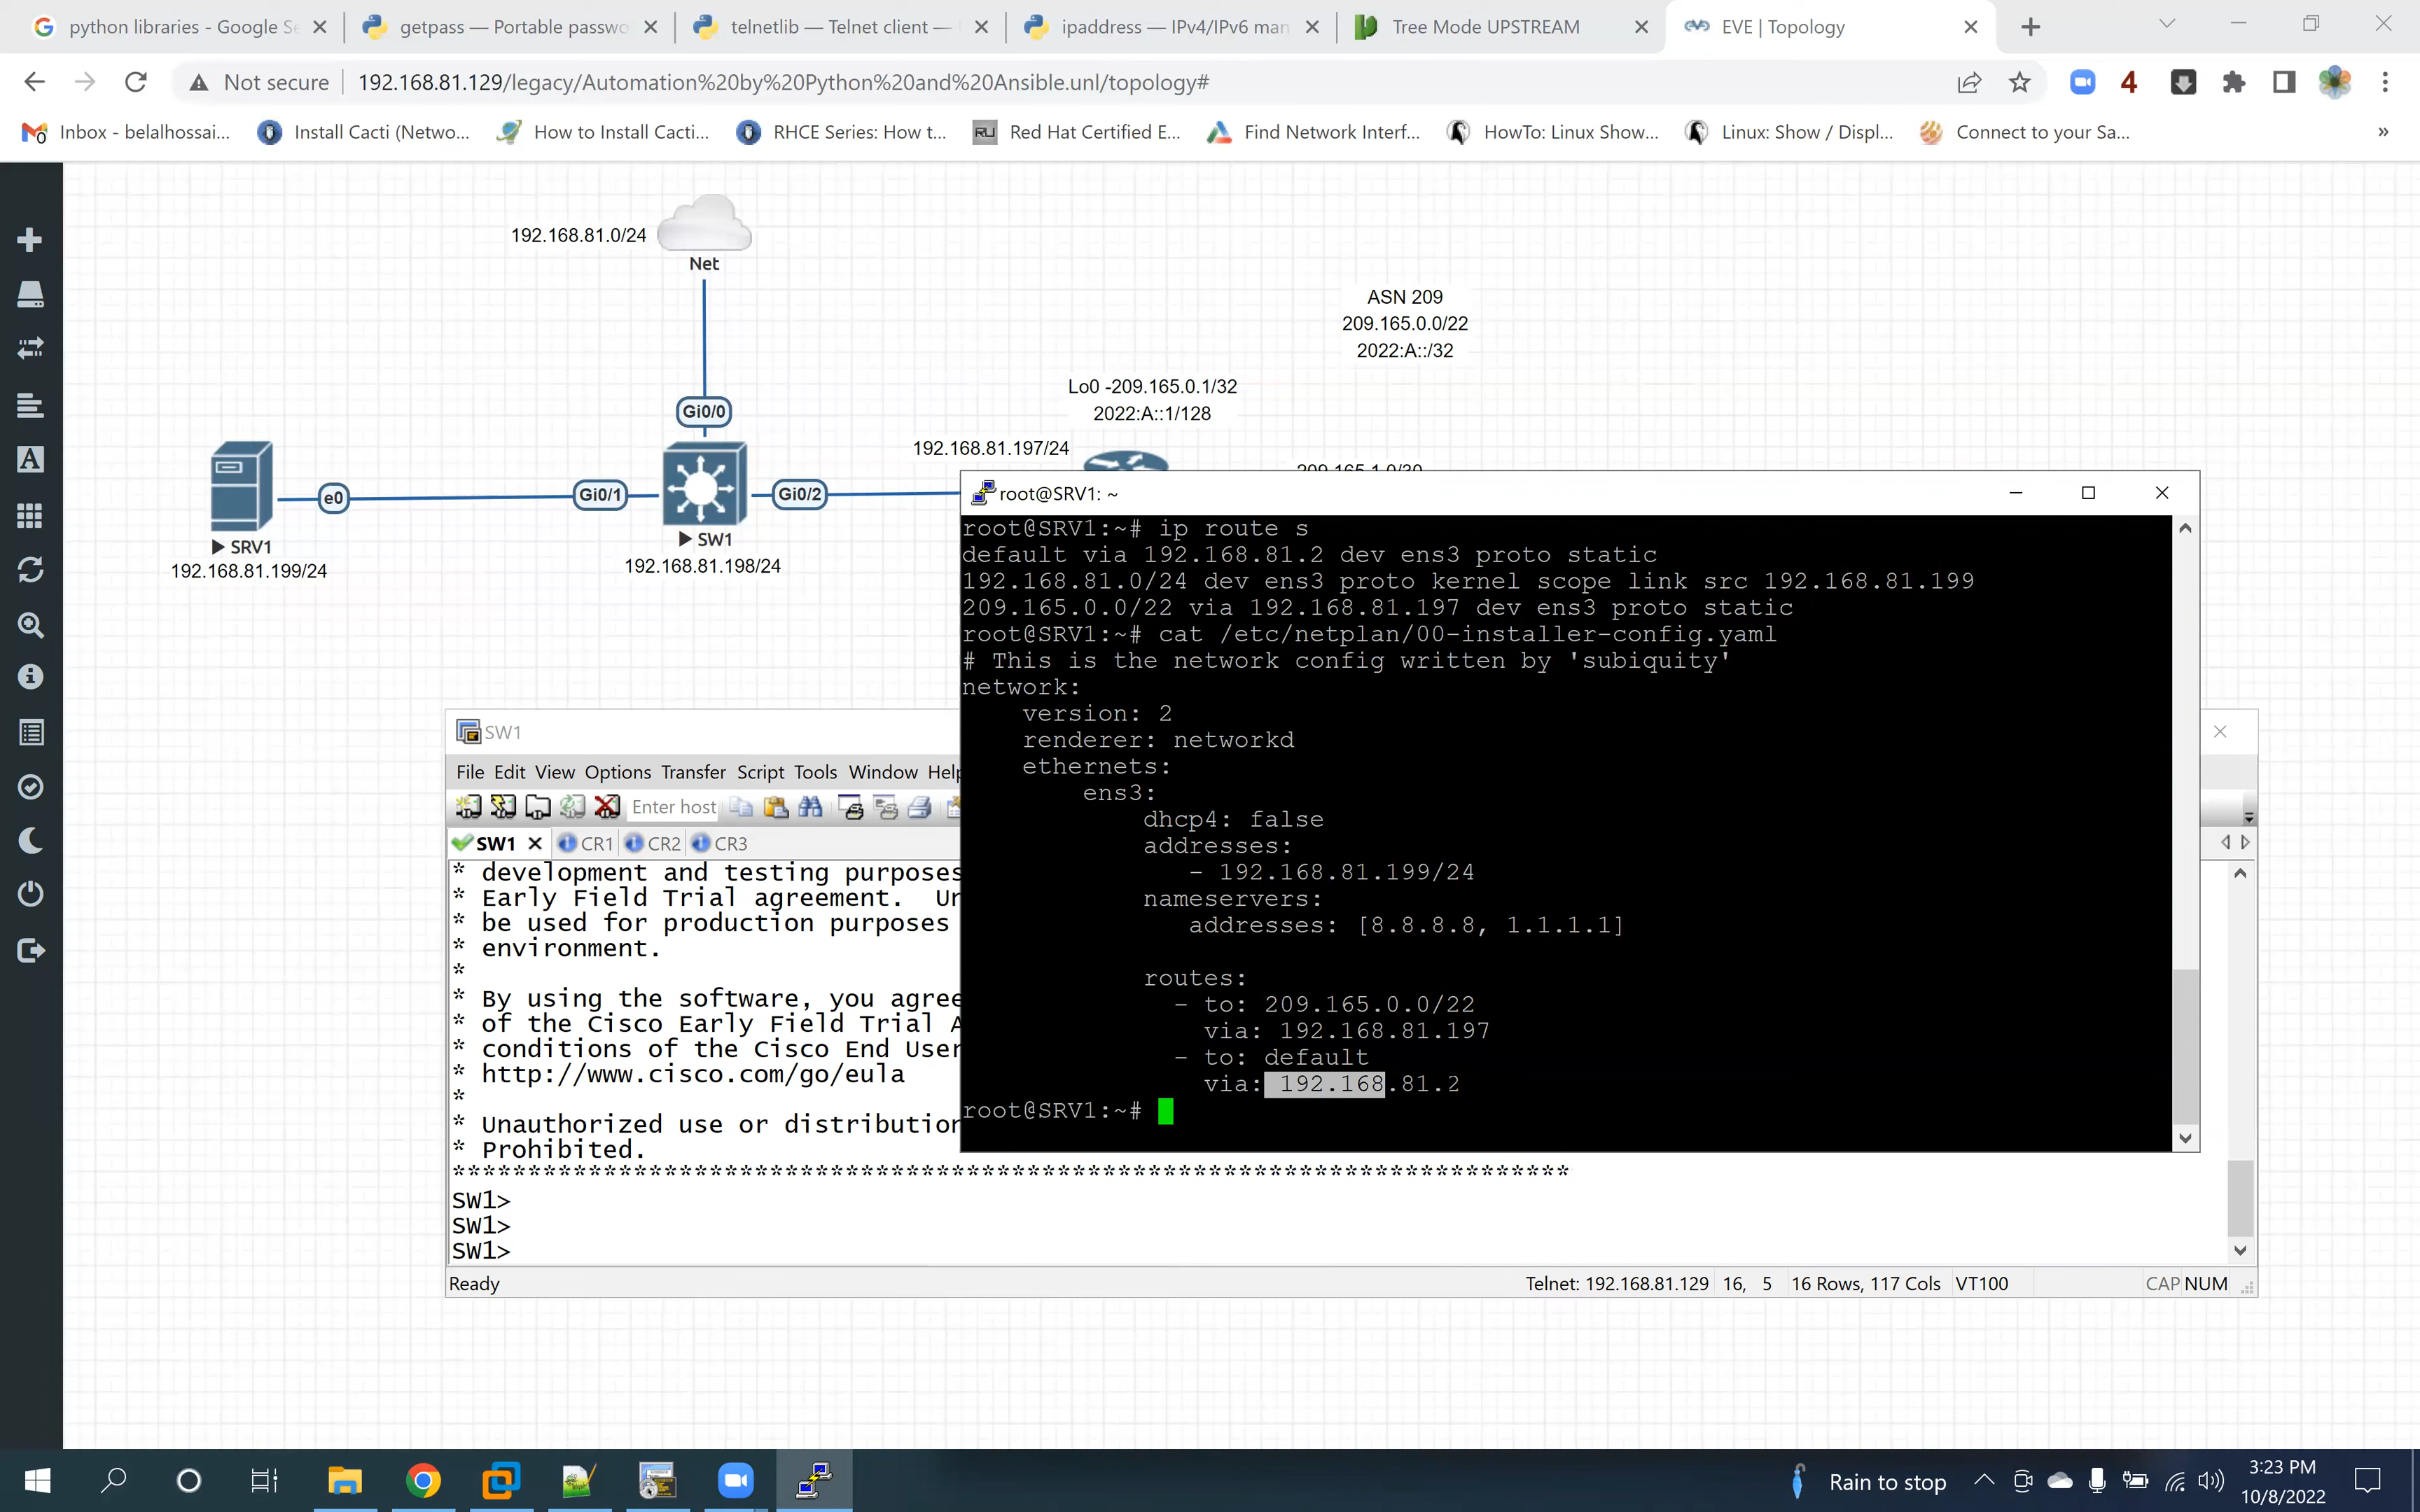 python libraries - Google Se
getpass — Portable passwo
telnetlib — Telnet client —
ipaddress — IPv4/IPv6 man
Tree Mode UPSTREAM
EVE | Topology
Not secure
192.168.81.129/legacy/Automation%20by%20Python%20and%20Ansible.unl/topology#
4
Inbox - belalhossai...
Install Cacti (Netwo...
How to Install Cacti...
RHCE Series: How t...
RU
Red Hat Certified E...
Find Network Interf...
HowTo: Linux Show...
Linux: Show / Displ...
Connect to your Sa...
»
192.168.81.0/24
Net
ASN 209
209.165.0.0/22
2022:A::/32
Lo0 -209.165.0.1/32
2022:A::1/128
Gi0/0
192.168.81.197/24
209.165.1.0/30
e0
Gi0/1
Gi0/2
SRV1
192.168.81.199/24
SW1
192.168.81.198/24
root@SRV1: ~
root@SRV1:~# ip route s
default via 192.168.81.2 dev ens3 proto static
192.168.81.0/24 dev ens3 proto kernel scope link src 192.168.81.199
209.165.0.0/22 via 192.168.81.197 dev ens3 proto static
root@SRV1:~# cat /etc/netplan/00-installer-config.yaml
# This is the network config written by 'subiquity'
network:
version: 2
renderer: networkd
ethernets:
ens3:
dhcp4: false
addresses:
- 192.168.81.199/24
nameservers:
addresses: [8.8.8.8, 1.1.1.1]
routes:
- to: 209.165.0.0/22
via: 192.168.81.197
- to: default
via: 192.168.81.2
root@SRV1:~#
SW1
File Edit View Options Transfer Script Tools Window Help
Enter host
SW1
CR1
CR2
CR3
* development and testing purposes
* Early Field Trial agreement. Un
* be used for production purposes
* environment.
*
* By using the software, you agree
* of the Cisco Early Field Trial A
* conditions of the Cisco End User
* http://www.cisco.com/go/eula
*
* Unauthorized use or distribution
* Prohibited.
**************************************************************************
SW1>
SW1>
SW1>
Ready
Telnet: 192.168.81.129 16, 5 16 Rows, 117 Cols VT100 CAP NUM
Rain to stop
3:23 PM
10/8/2022